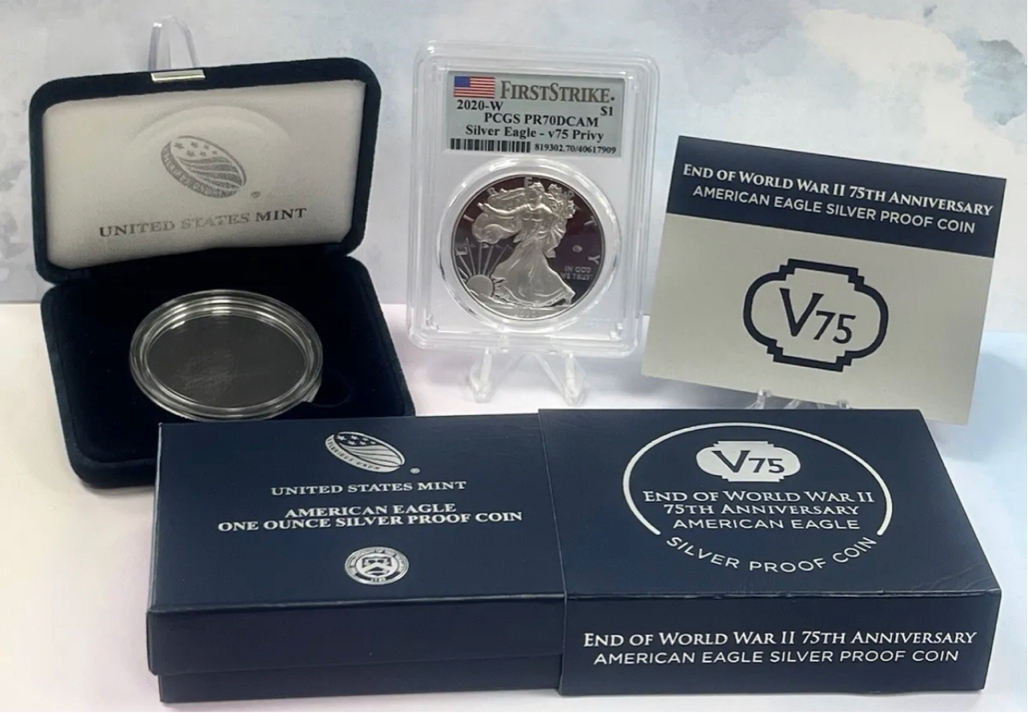 UNITED STATES MINT
FIRSTSTRIKE
2020-W $1
PCGS PR70DCAM
Silver Eagle - v75 Privy
819302.70/40617909
LIBERTY
IN GOD
WE TRUST
END OF WORLD WAR II 75TH ANNIVERSARY
AMERICAN EAGLE SILVER PROOF COIN
V75
UNITED STATES MINT
AMERICAN EAGLE
ONE OUNCE SILVER PROOF COIN
V75
END OF WORLD WAR II
75TH ANNIVERSARY
AMERICAN EAGLE
SILVER PROOF COIN
END OF WORLD WAR II 75TH ANNIVERSARY
AMERICAN EAGLE SILVER PROOF COIN